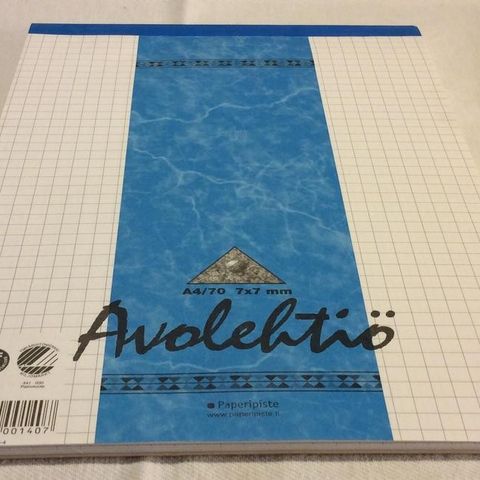 A4/70 7x7 mm
Avolehtiö
Paperipiste
www.paperipiste.fi
001407